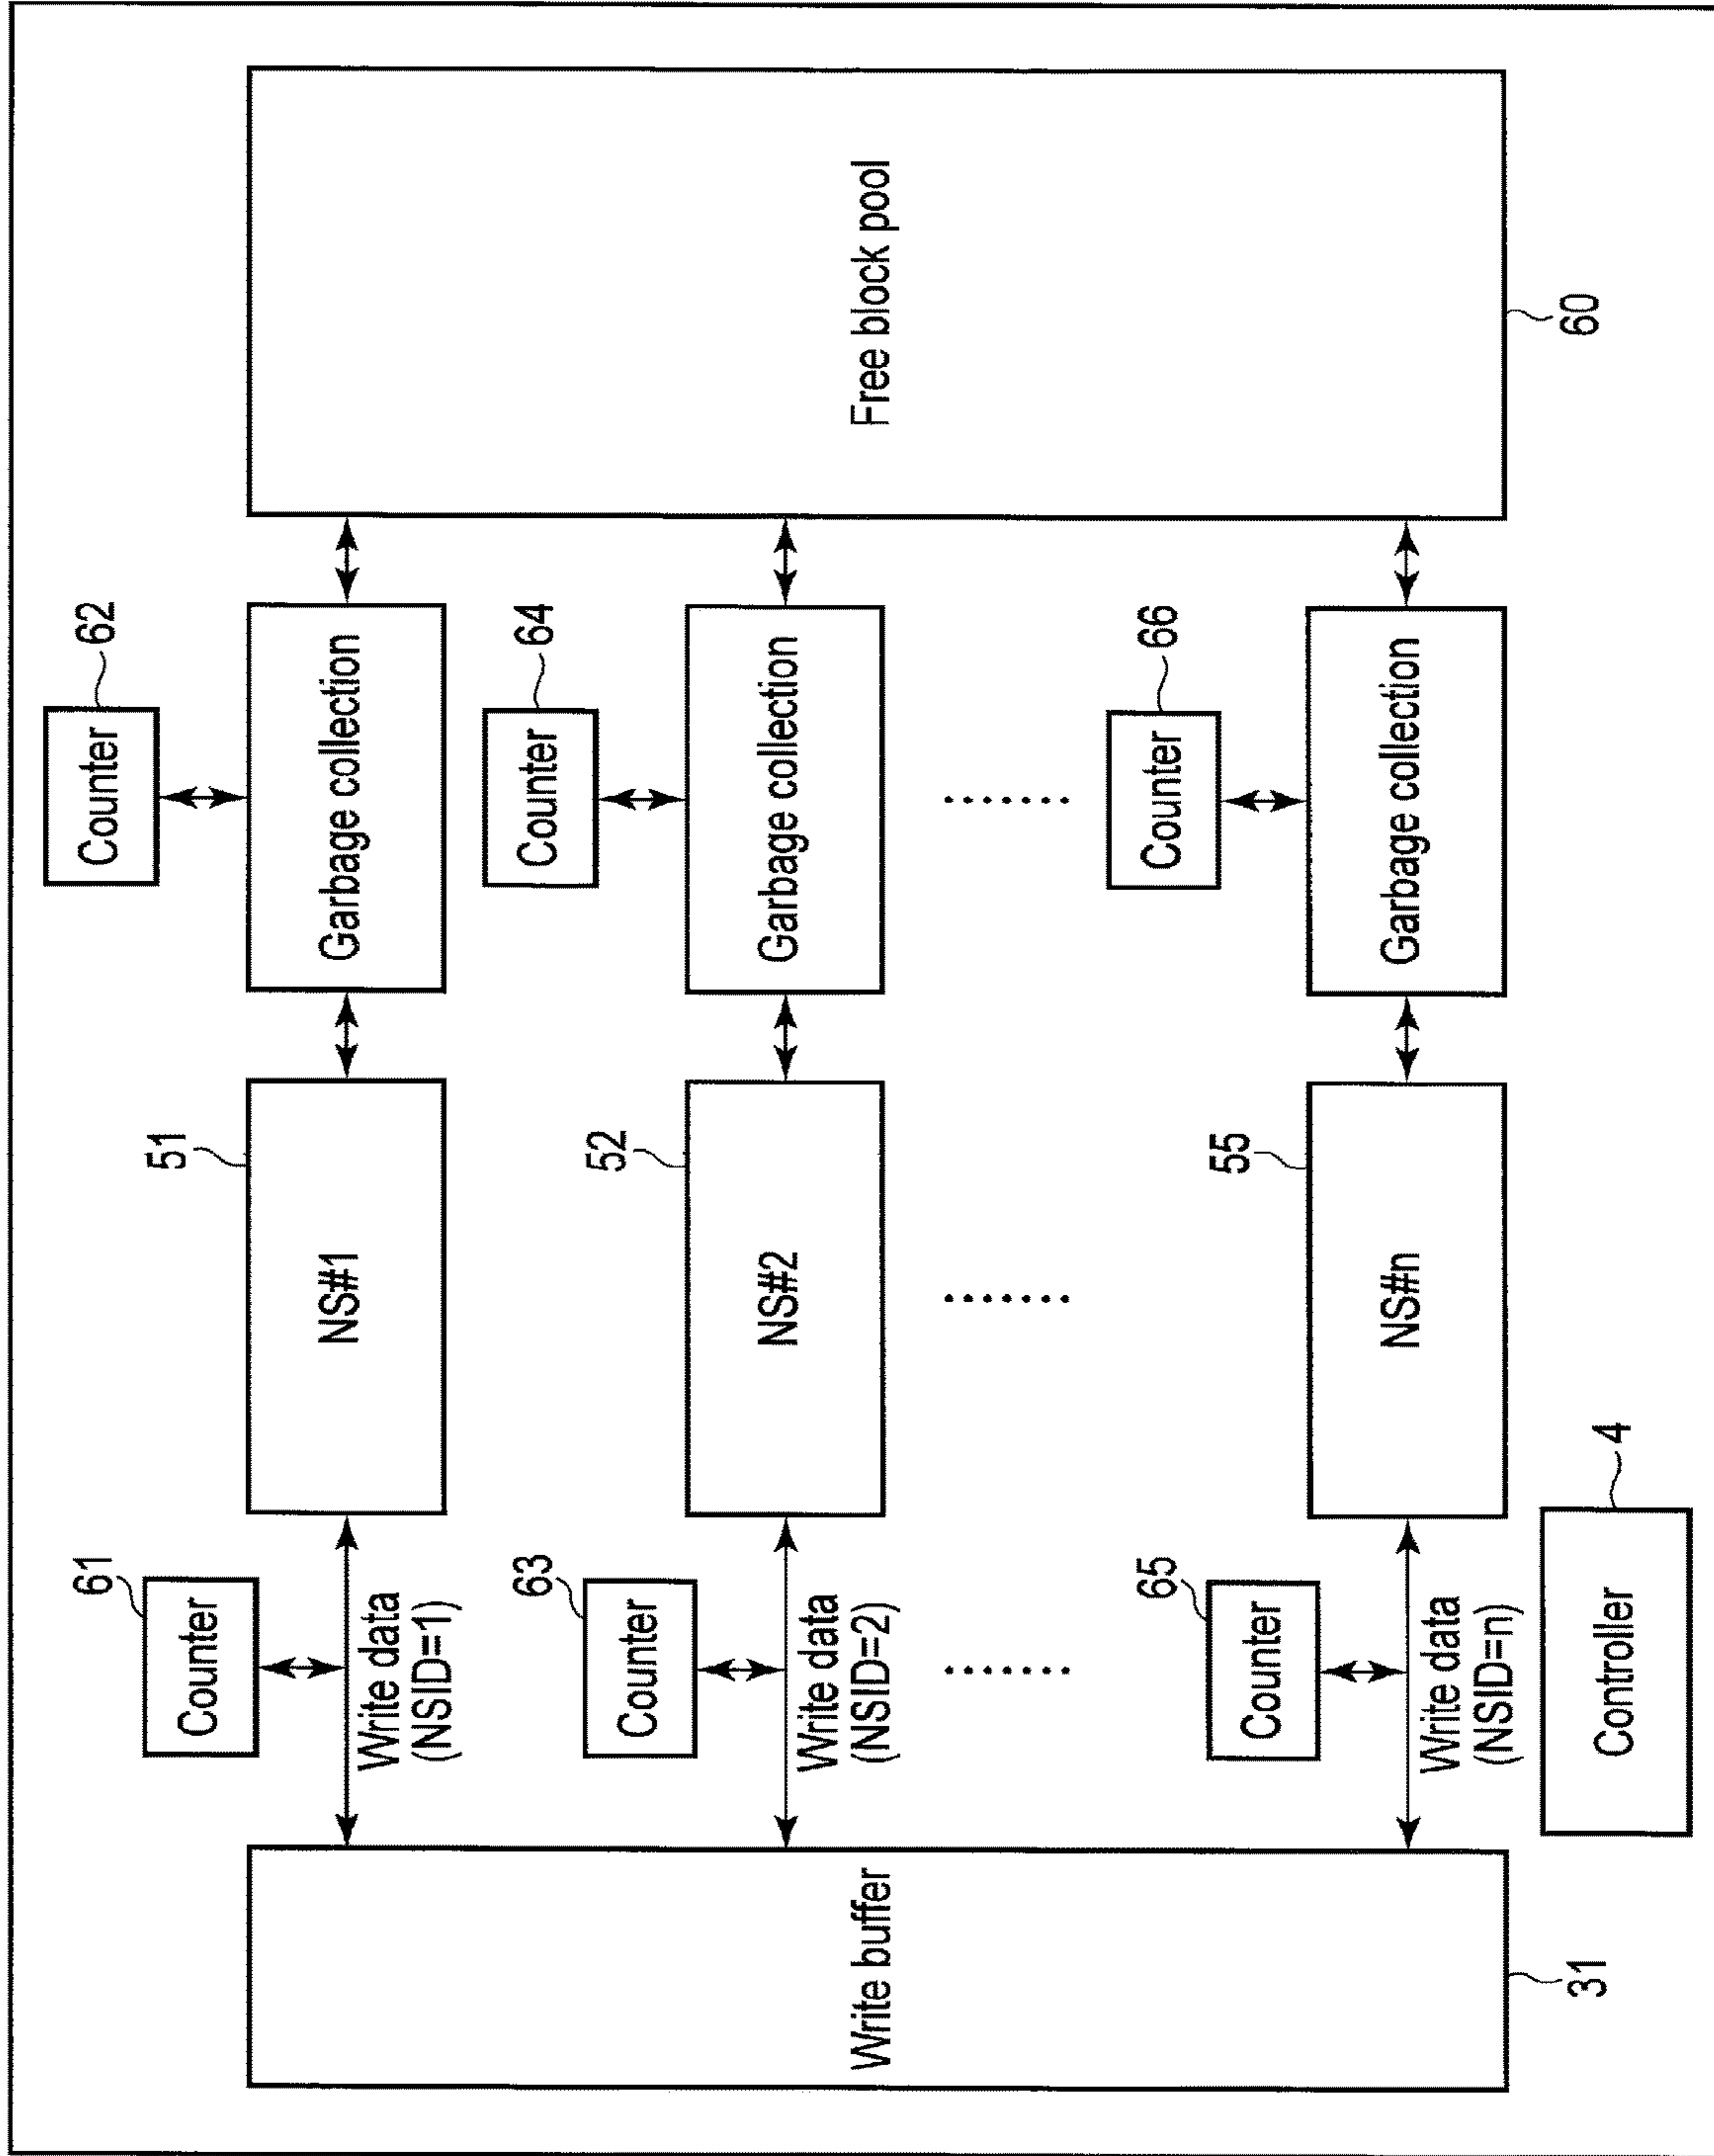 62
Counter
61
Counter
51
Write data
(NSID=1)
NS#1
Garbage collection
64
Counter
63
Counter
52
Write buffer
Write data
(NSID=2)
NS#2
Garbage collection
Free block pool
66
Counter
65
Counter
55
Write data
(NSID=n)
NS#n
Garbage collection
31
Controller
4
60